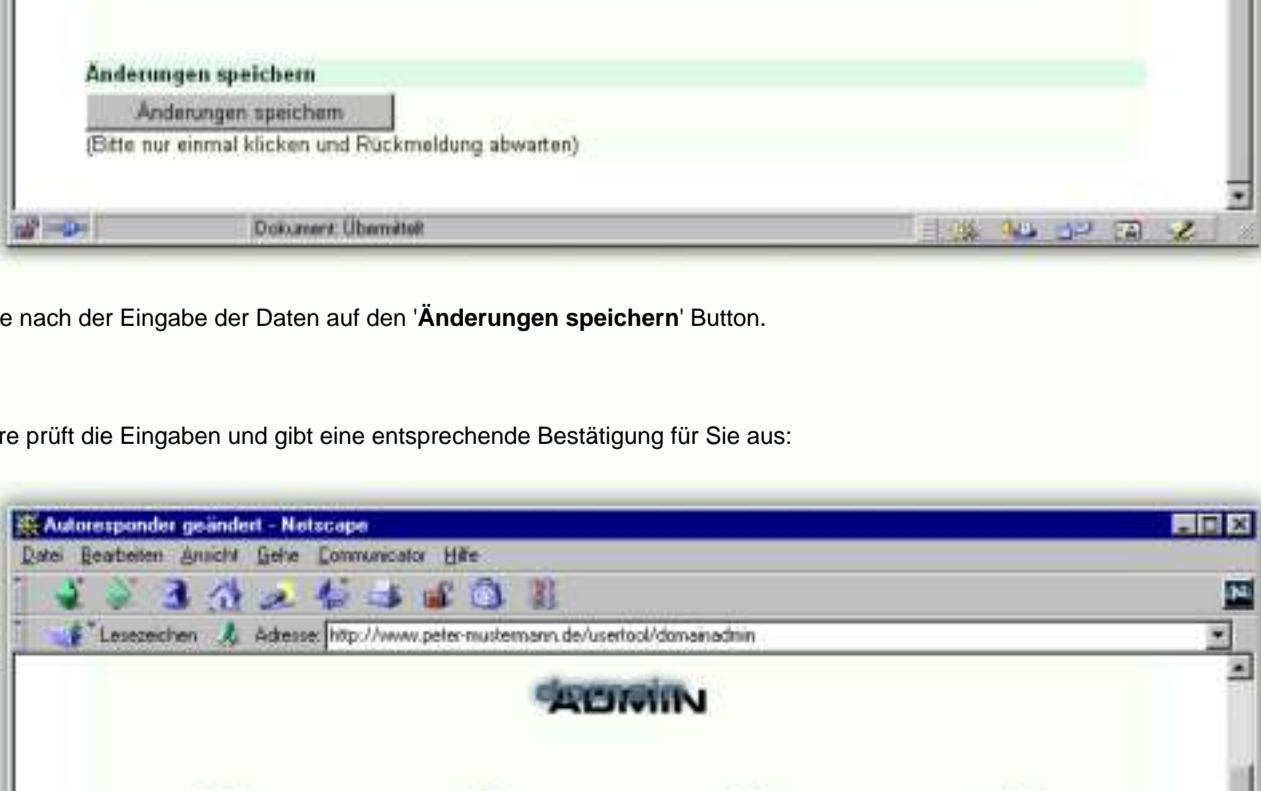 Änderungen speichern
Änderungen speichern
(Bitte nur einmal klicken und Rückmeldung abwarten)
Dokument: Übermittelt
e nach der Eingabe der Daten auf den 'Änderungen speichern' Button.
re prüft die Eingaben und gibt eine entsprechende Bestätigung für Sie aus:
Autoresponder geändert - Netscape
Datei Bearbeiten Ansicht Gehe Communicator Hilfe
Lesezeichen Adresse: http://www.peter-mustermann.de/usertool/domainadmin
domain
ADMIN